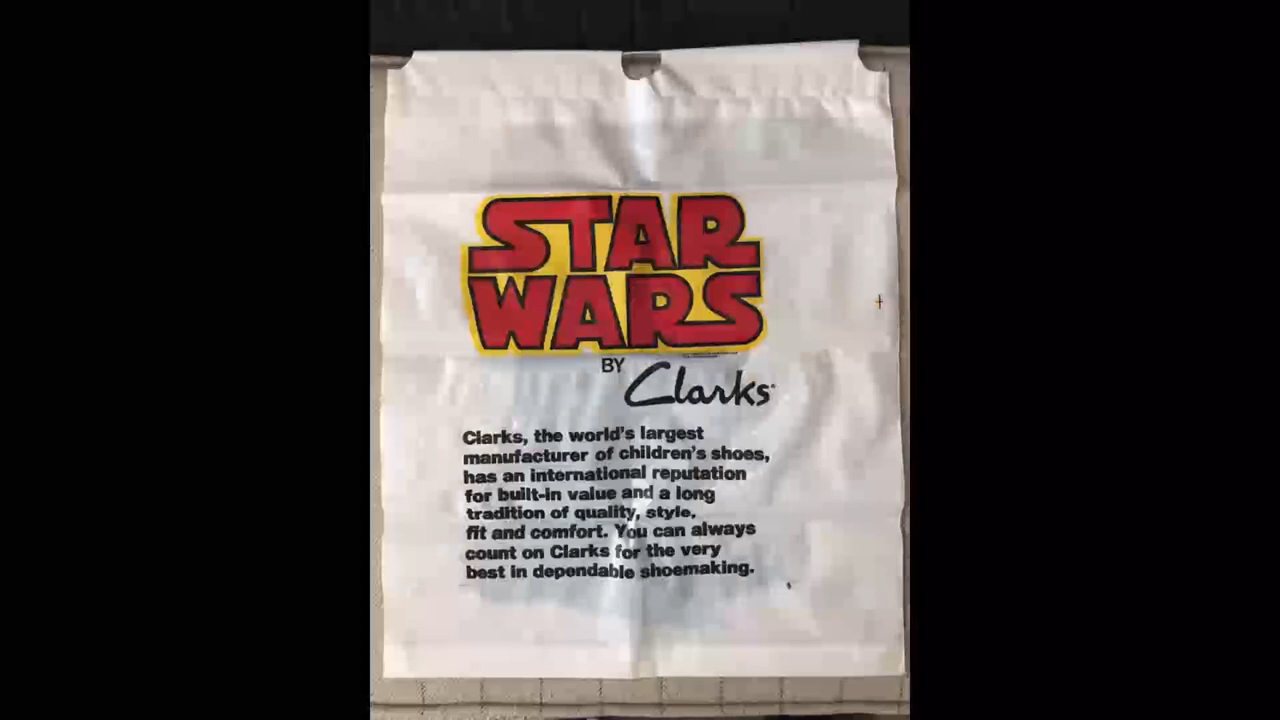 STAR
WARS
BY Clarks
Clarks, the world's largest
manufacturer of children's shoes,
has an international reputation
for built-in value and a long
tradition of quality, style,
fit and comfort. You can always
count on Clarks for the very
best in dependable shoemaking.